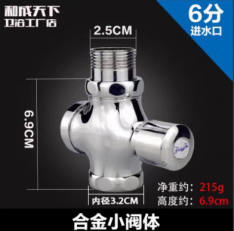 和成天下
卫浴工厂店
6分
进水口
2.5CM
6.9CM
内径3.2CM
净重约：215g
高度约：6.9cm
合金小阀体